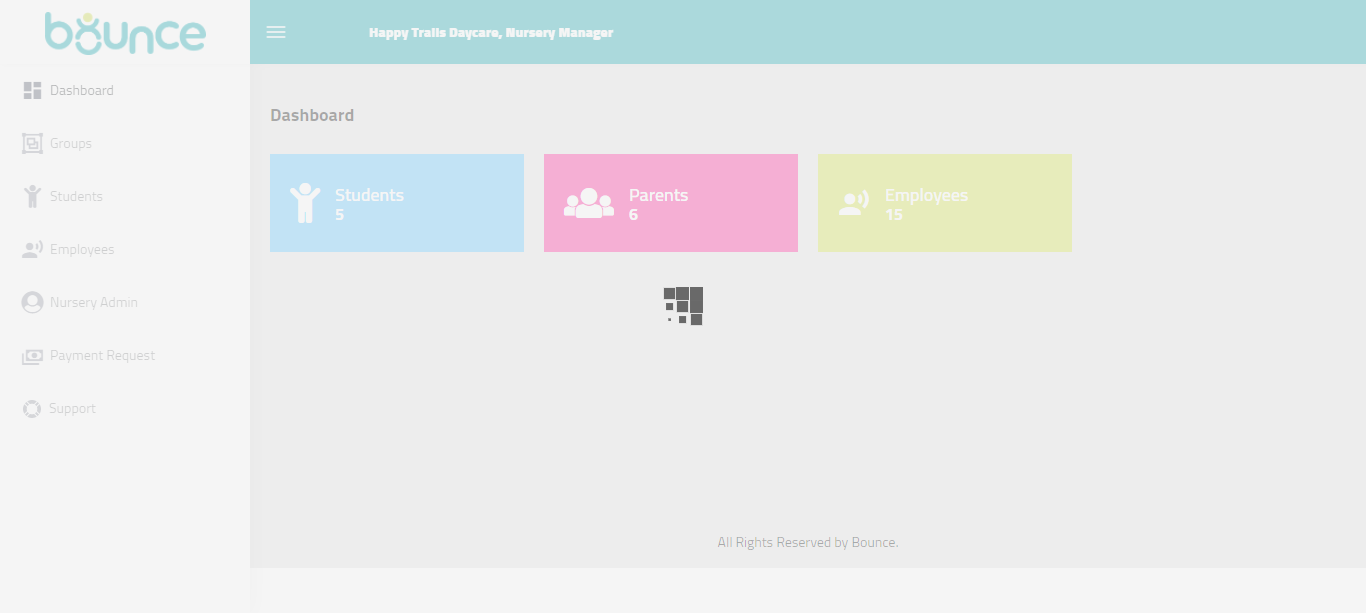 bounce
Happy Trails Daycare, Nursery Manager
Dashboard
Groups
Students
Employees
Nursery Admin
Payment Request
Support
Dashboard
Students
5
Parents
6
Employees
15
All Rights Reserved by Bounce.